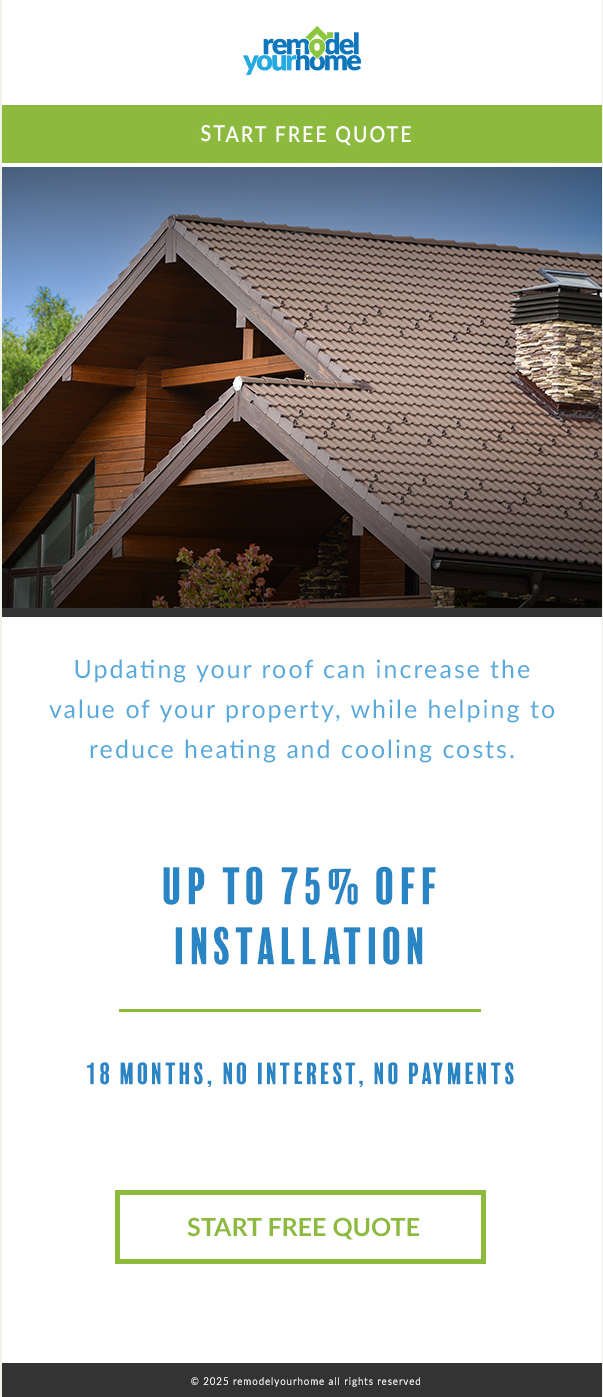 remodel
yourhome
START FREE QUOTE
Updating your roof can increase the
value of your property, while helping to
reduce heating and cooling costs.
UP TO 75% OFF
INSTALLATION
18 MONTHS, NO INTEREST, NO PAYMENTS
START FREE QUOTE
© 2025 remodelyourhome all rights reserved